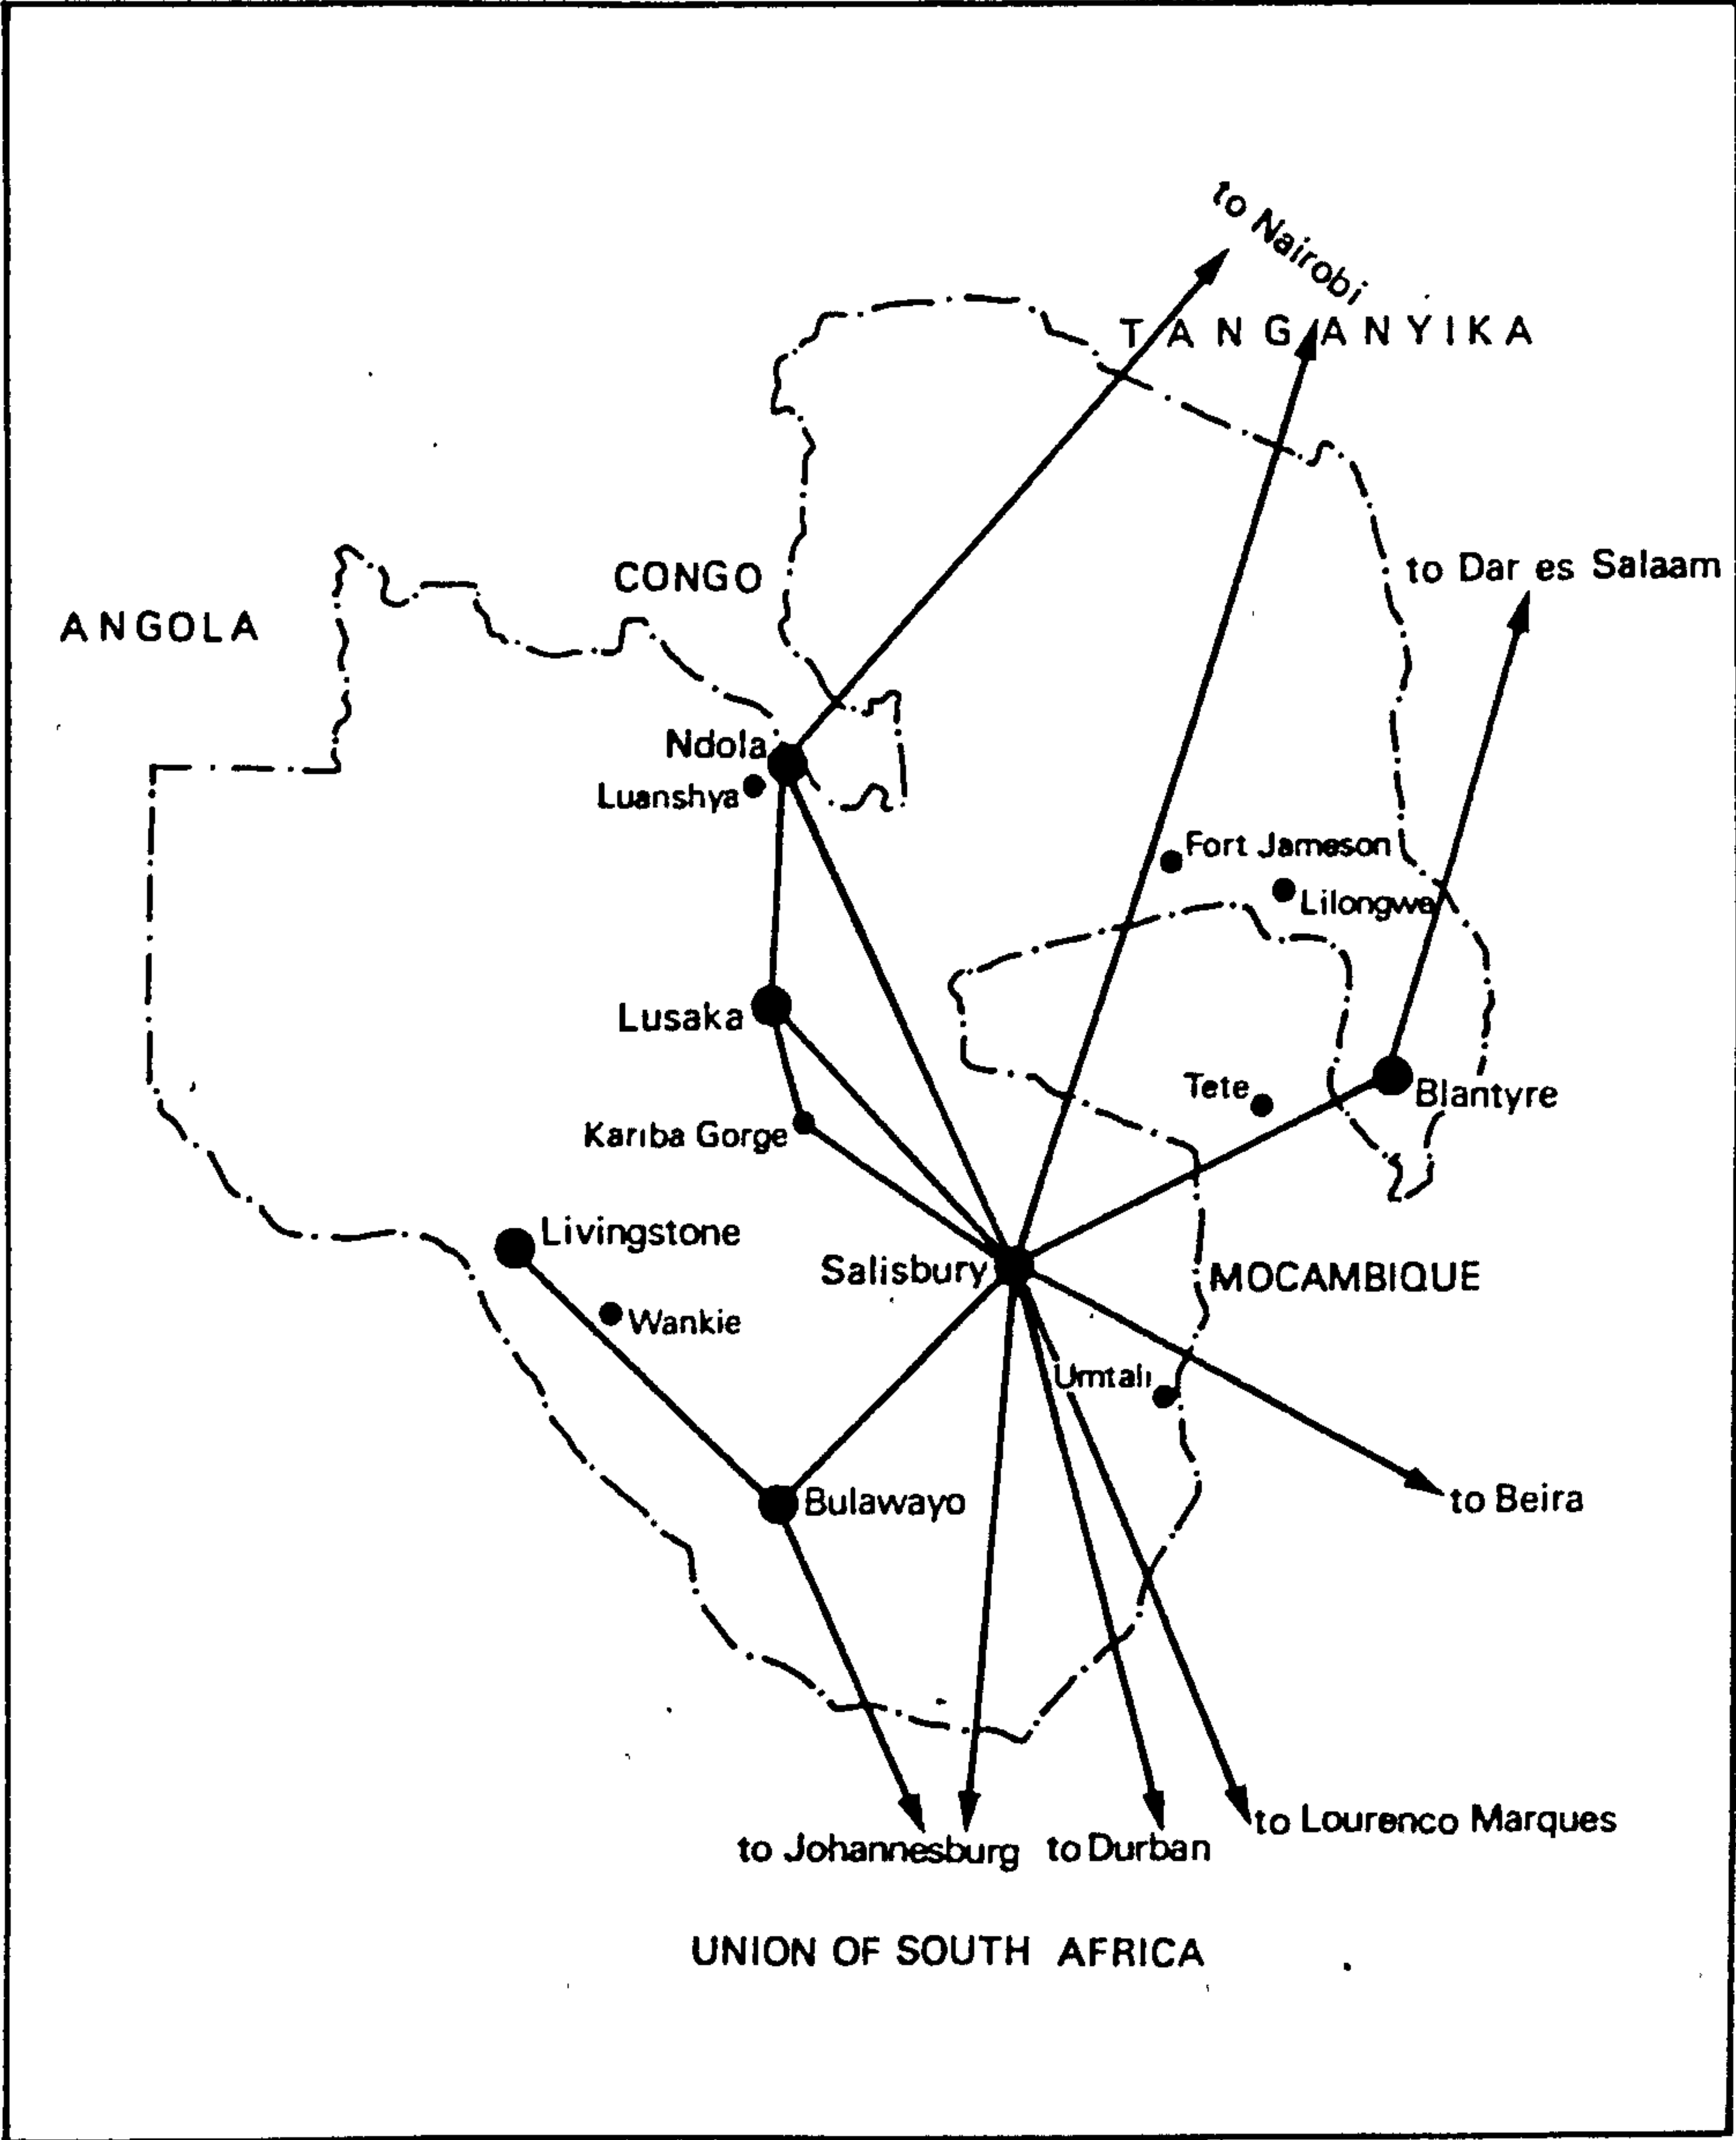 to Nairobi
TANGANYIKA
to Dar es Salaam
CONGO
ANGOLA
Ndola
Luanshya
Fort Jameson
Lilongwe
Lusaka
Tete
Blantyre
Kariba Gorge
Livingstone
Salisbury
MOCAMBIQUE
Wankie
Umtali
to Beira
Bulawayo
to Lourenco Marques
to Johannesburg to Durban
UNION OF SOUTH AFRICA